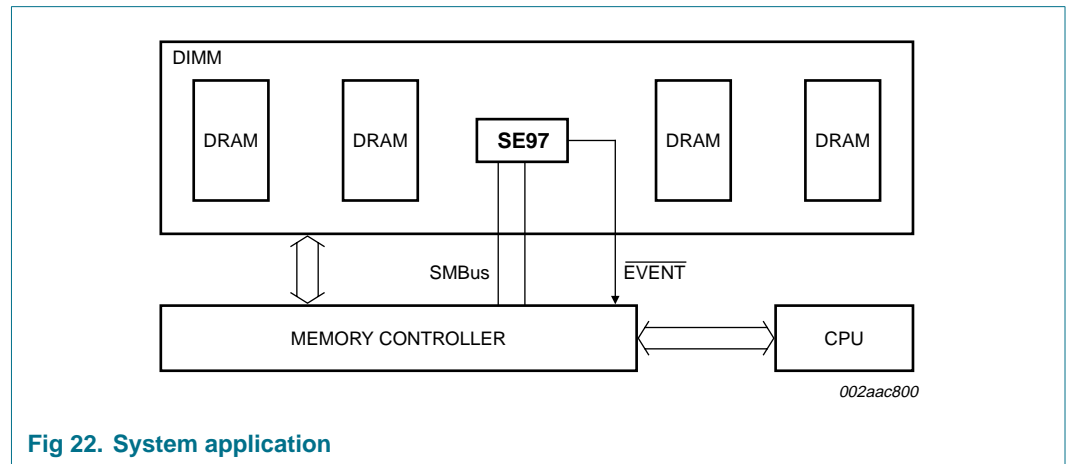 DIMM
DRAM
DRAM
SE97
DRAM
DRAM
SMBus
EVENT
MEMORY CONTROLLER
CPU
002aac800
Fig 22. System application